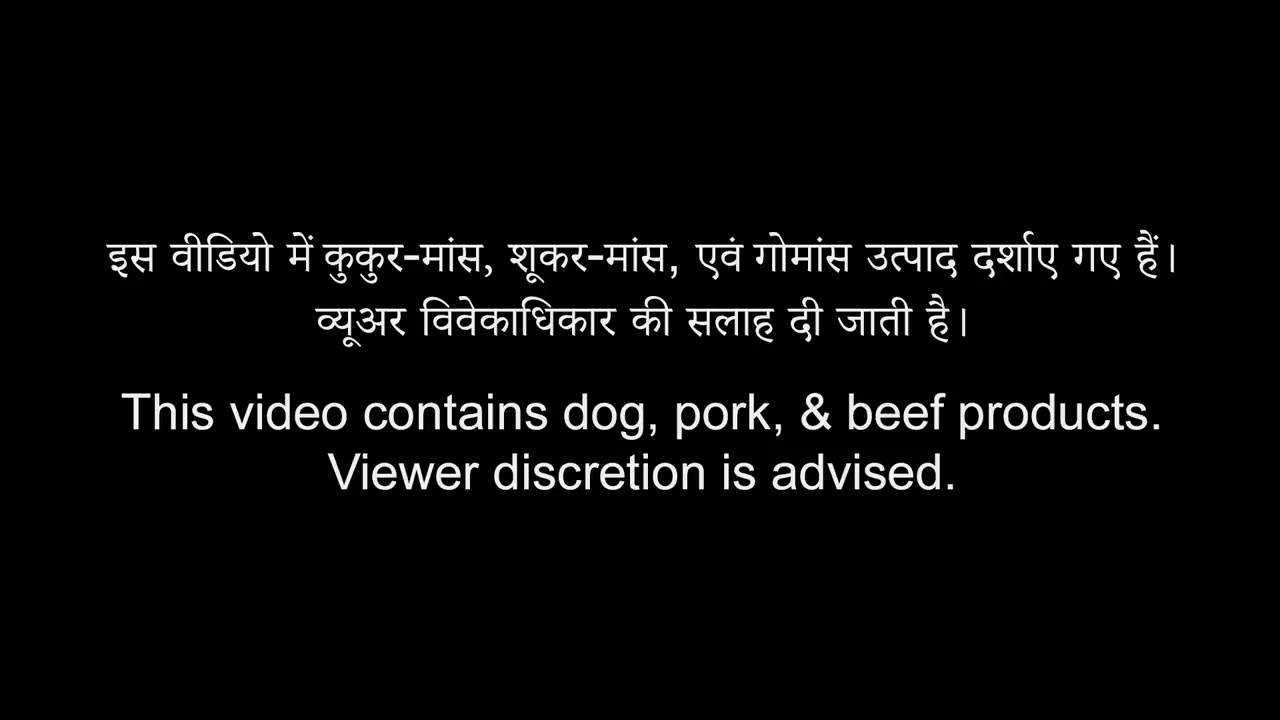 इस वीडियो में कुकुर-मांस, शूकर-मांस, एवं गोमांस उत्पाद दर्शाए गए हैं।
व्यूअर विवेकाधिकार की सलाह दी जाती है।
This video contains dog, pork, & beef products.
Viewer discretion is advised.